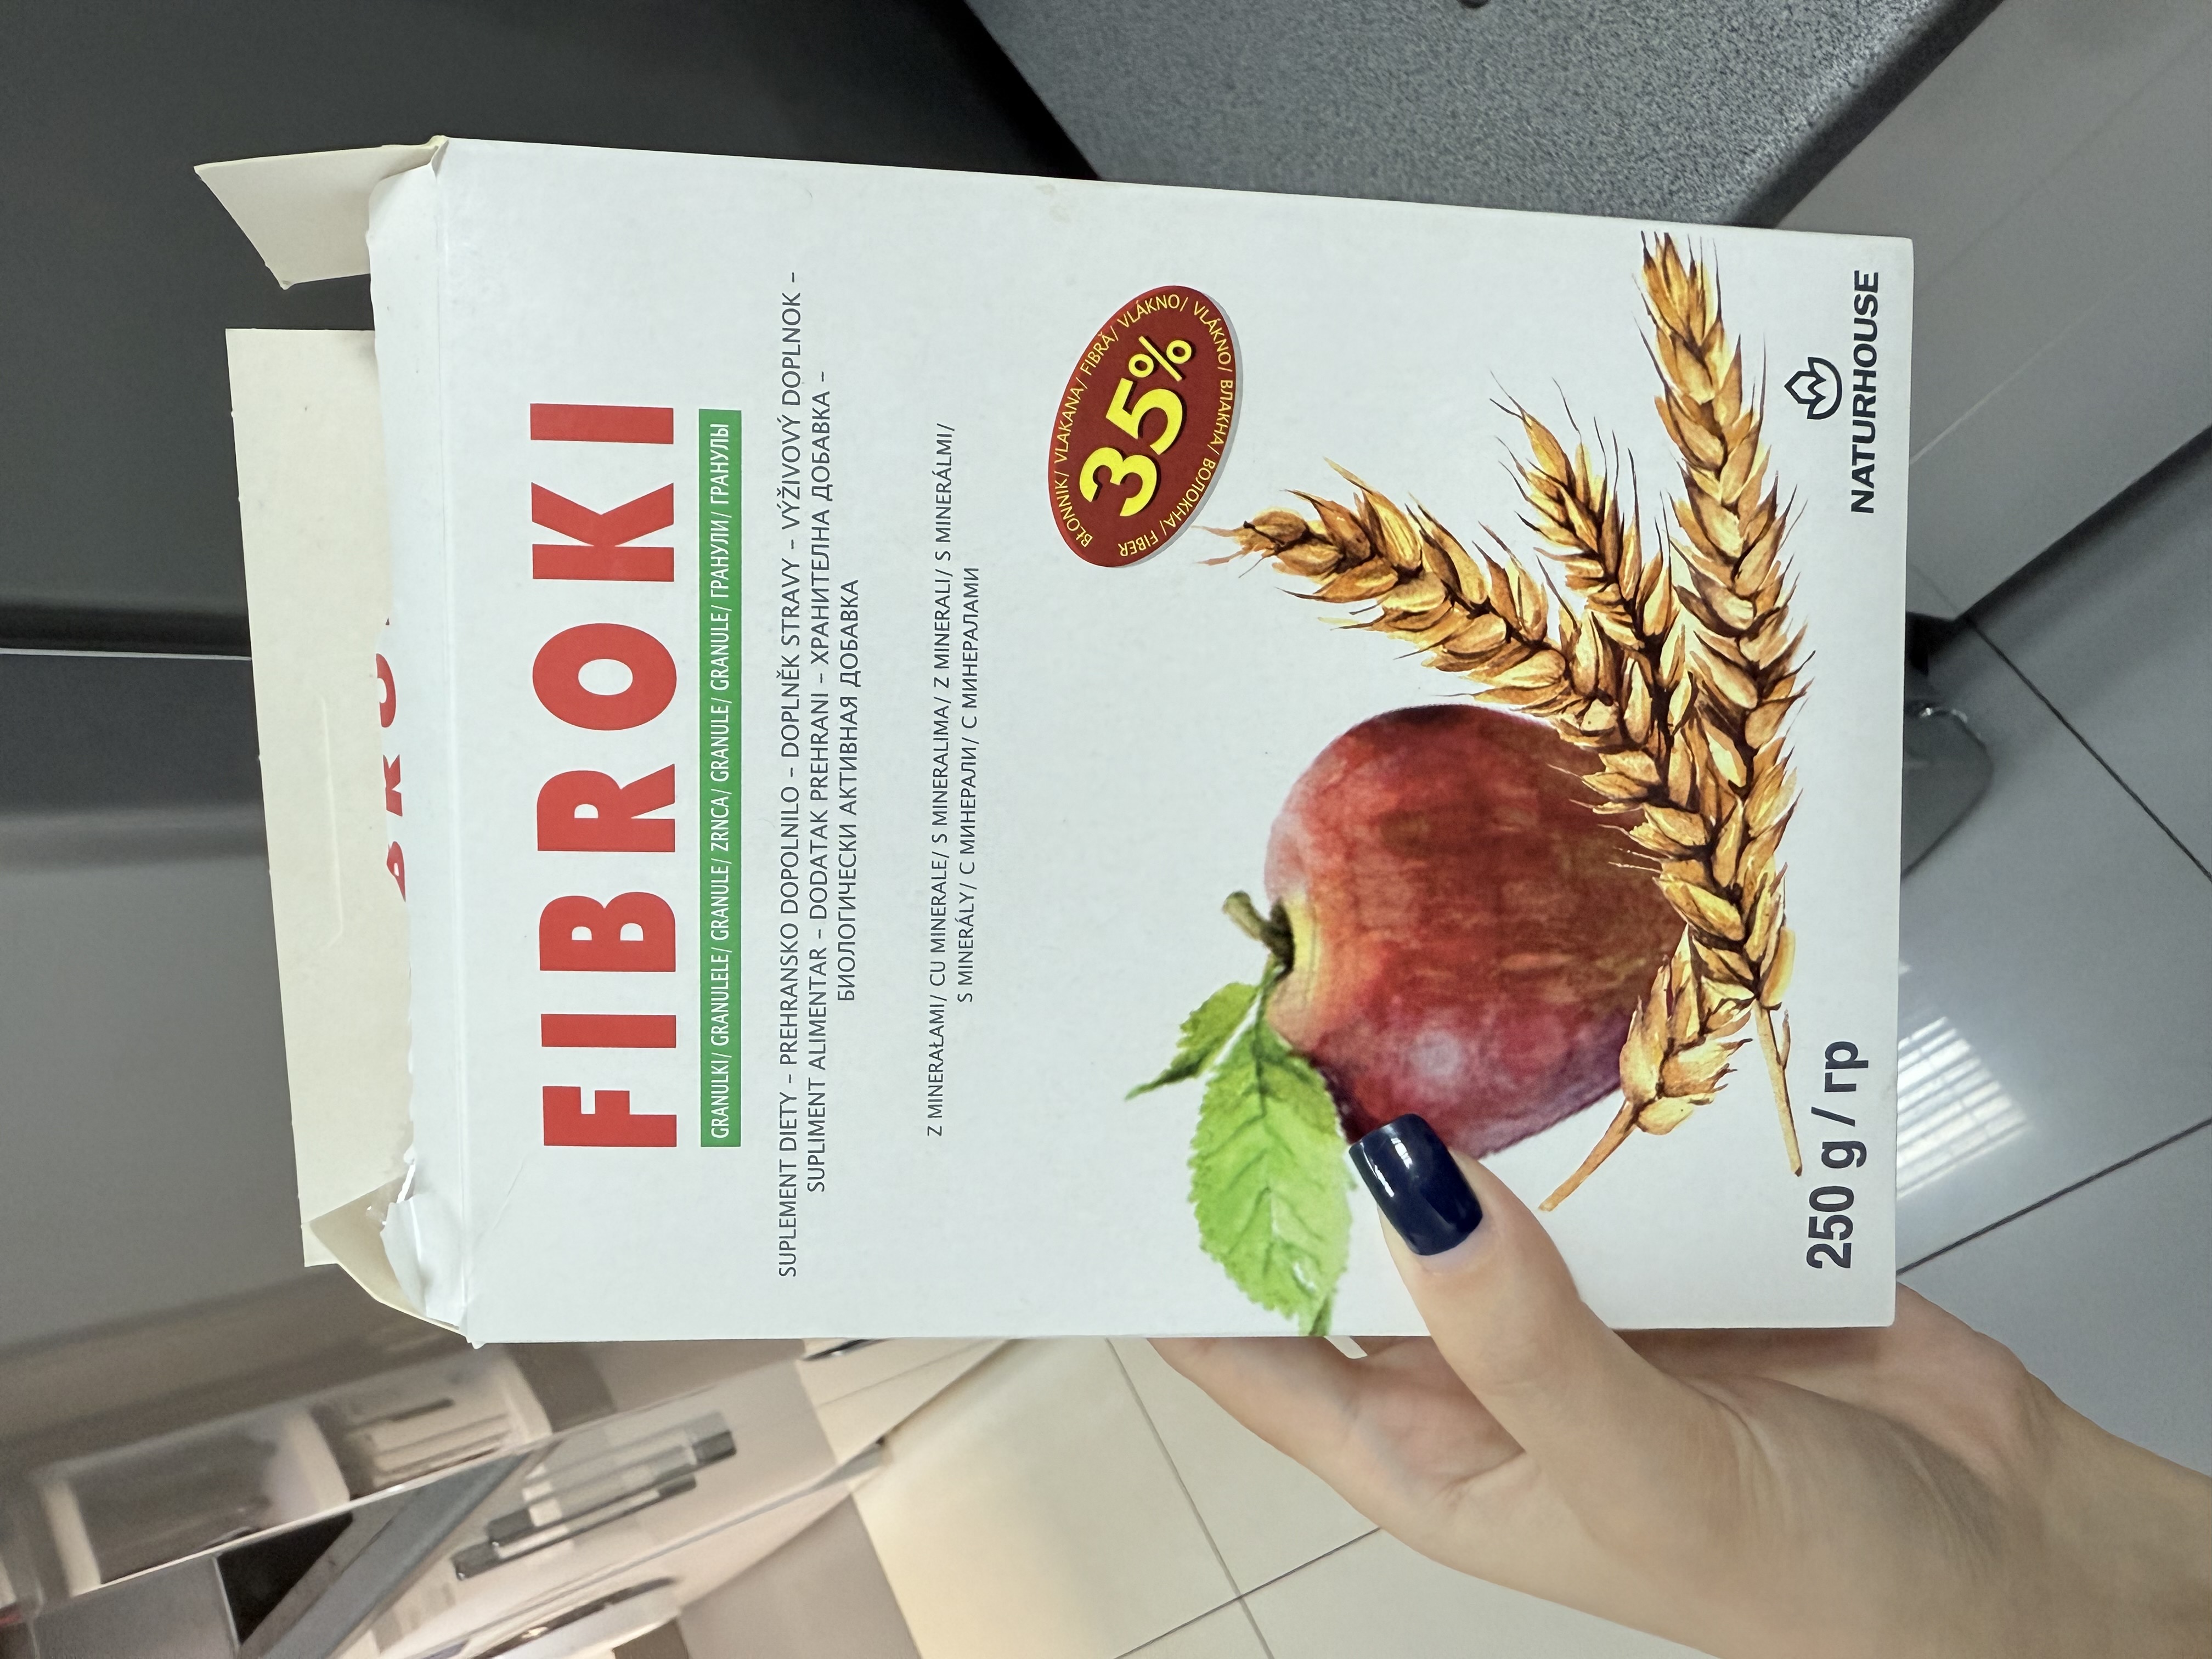 FIBROKI
GRANULKI/ GRANULELE/ GRANULE/ ZRNCA/ GRANULE/ GRANULE/ ГРАНУЛИ/ ГРАНУЛЫ
SUPLEMENT DIETY – PREHRANSKO DOPOLNILO – DOPLNĚK STRAVY – VÝŽIVOVÝ DOPLNOK –
SUPLIMENT ALIMENTAR – DODATAK PREHRANI – ХРАНИТЕЛНА ДОБАВКА –
БИОЛОГИЧЕСКИ АКТИВНАЯ ДОБАВКА
Z MINERAŁAMI/ CU MINERALE/ S MINERALIMA/ Z MINERALI/ S MINERÁLMI/
S MINERÁLY/ С МИНЕРАЛИ/ С МИНЕРАЛАМИ
BŁONNIK/ VLAKANA/ FIBRĂ/ VLÁKNO/ VLÁKNO/ ВЛАКНА/ ВОЛОКНА/ FIBER
35%
250 g / гр
NATURHOUSE